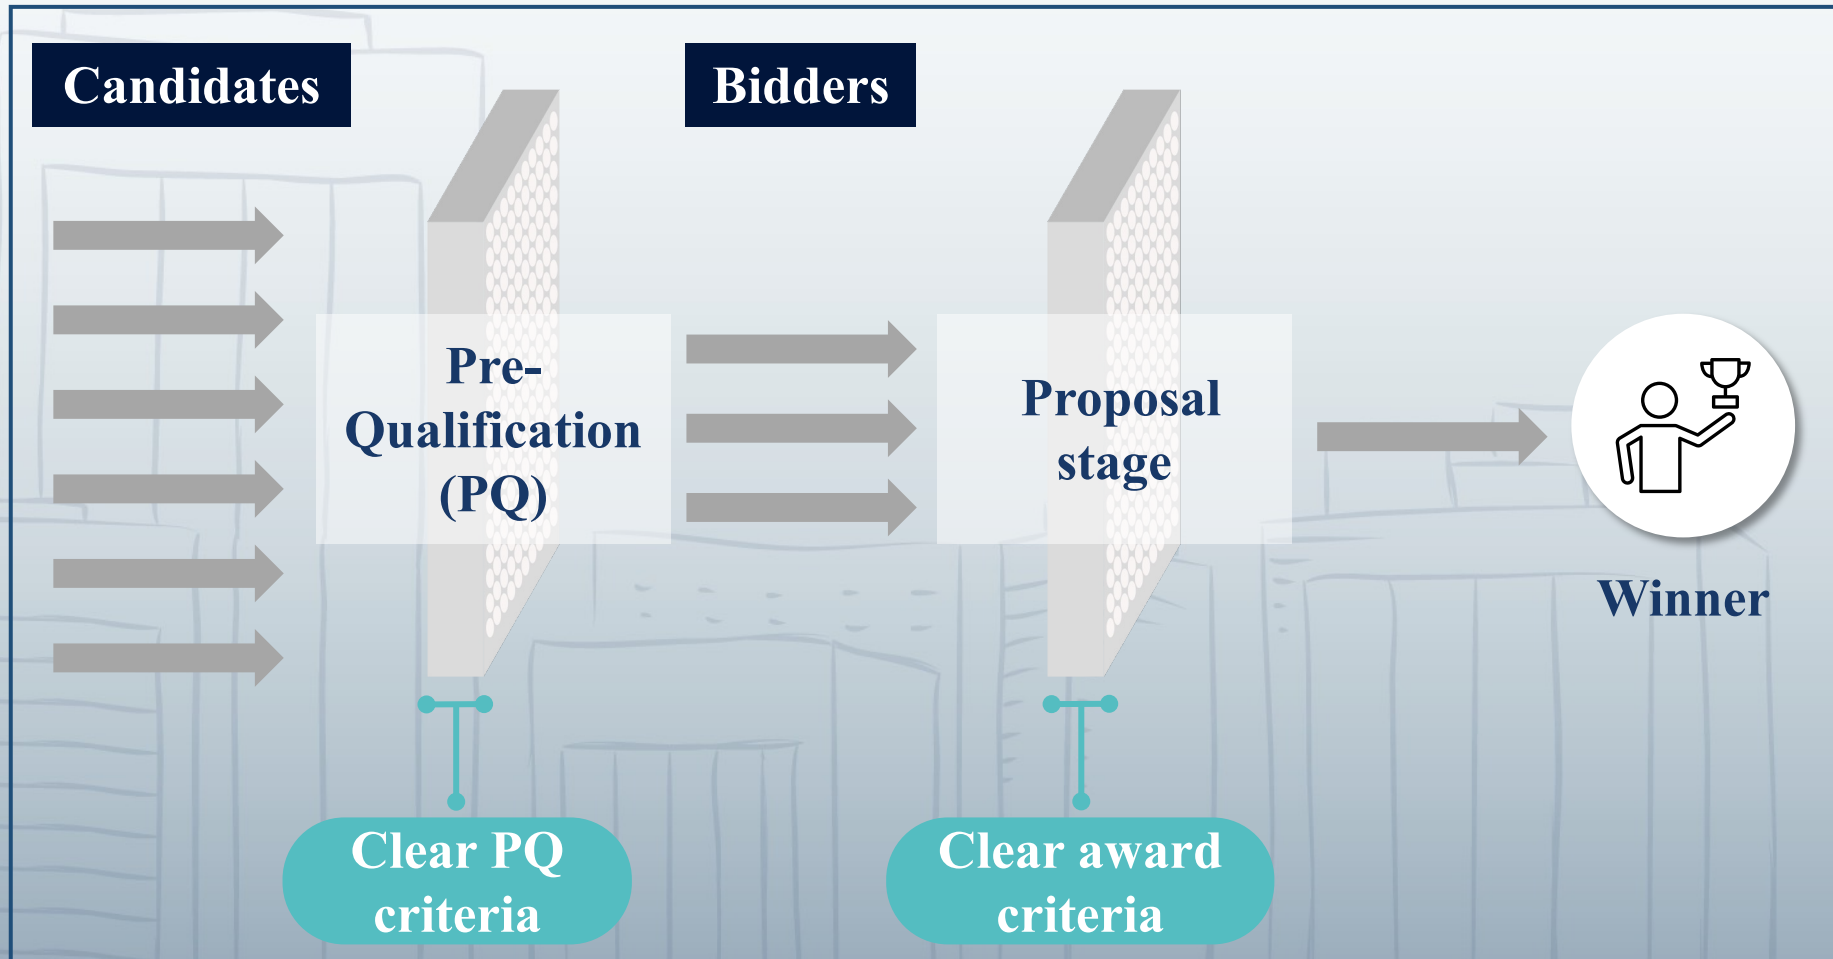 Candidates
Bidders
Pre-
Qualification
(PQ)
Proposal
stage
Winner
Clear PQ
criteria
Clear award
criteria